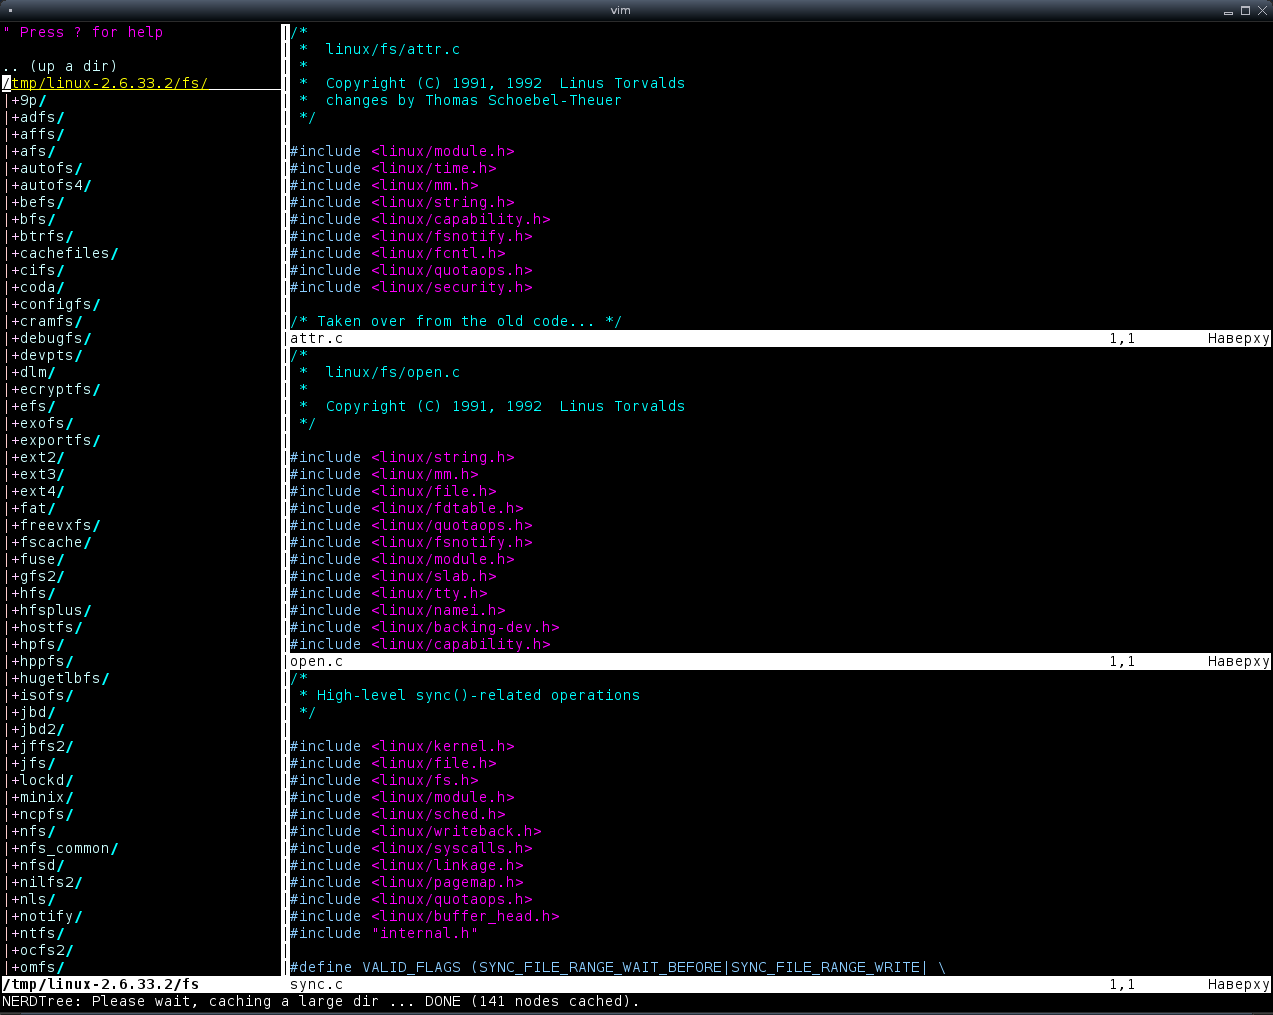 vim
" Press ? for help
.. (up a dir)
/tmp/linux-2.6.33.2/fs/
|+9p/
|+adfs/
|+affs/
|+afs/
|+autofs/
|+autofs4/
|+befs/
|+bfs/
|+btrfs/
|+cachefiles/
|+cifs/
|+coda/
|+configfs/
|+cramfs/
|+debugfs/
|+devpts/
|+dlm/
|+ecryptfs/
|+efs/
|+exofs/
|+exportfs/
|+ext2/
|+ext3/
|+ext4/
|+fat/
|+freevxfs/
|+fscache/
|+fuse/
|+gfs2/
|+hfs/
|+hfsplus/
|+hostfs/
|+hpfs/
|+hppfs/
|+hugetlbfs/
|+isofs/
|+jbd/
|+jbd2/
|+jffs2/
|+jfs/
|+lockd/
|+minix/
|+ncpfs/
|+nfs/
|+nfs_common/
|+nfsd/
|+nilfs2/
|+nls/
|+notify/
|+ntfs/
|+ocfs2/
|+omfs/
/tmp/linux-2.6.33.2/fs
/*
 *  linux/fs/attr.c
 *
 *  Copyright (C) 1991, 1992  Linus Torvalds
 *  changes by Thomas Schoebel-Theuer
 */
#include <linux/module.h>
#include <linux/time.h>
#include <linux/mm.h>
#include <linux/string.h>
#include <linux/capability.h>
#include <linux/fsnotify.h>
#include <linux/fcntl.h>
#include <linux/quotaops.h>
#include <linux/security.h>
/* Taken over from the old code... */
attr.c 1,1 Наверху
/*
 *  linux/fs/open.c
 *
 *  Copyright (C) 1991, 1992  Linus Torvalds
 */
#include <linux/string.h>
#include <linux/mm.h>
#include <linux/file.h>
#include <linux/fdtable.h>
#include <linux/quotaops.h>
#include <linux/fsnotify.h>
#include <linux/module.h>
#include <linux/slab.h>
#include <linux/tty.h>
#include <linux/namei.h>
#include <linux/backing-dev.h>
#include <linux/capability.h>
open.c 1,1 Наверху
/*
 * High-level sync()-related operations
 */
#include <linux/kernel.h>
#include <linux/file.h>
#include <linux/fs.h>
#include <linux/module.h>
#include <linux/sched.h>
#include <linux/writeback.h>
#include <linux/syscalls.h>
#include <linux/linkage.h>
#include <linux/pagemap.h>
#include <linux/quotaops.h>
#include <linux/buffer_head.h>
#include "internal.h"
#define VALID_FLAGS (SYNC_FILE_RANGE_WAIT_BEFORE|SYNC_FILE_RANGE_WRITE| \
sync.c 1,1 Наверху
NERDTree: Please wait, caching a large dir ... DONE (141 nodes cached).